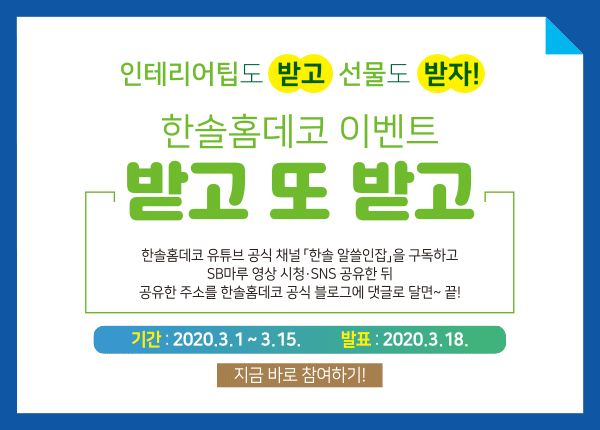 인테리어팁도 받고 선물도 받자!
한솔홈데코 이벤트
받고 또 받고
한솔홈데코 유튜브 공식 채널 「한솔 알쓸인잡」을 구독하고
SB마루 영상 시청·SNS 공유한 뒤
공유한 주소를 한솔홈데코 공식 블로그에 댓글로 달면~ 끝!
기간 : 2020.3.1 ~ 3.15. 발표 : 2020.3.18.
지금 바로 참여하기!